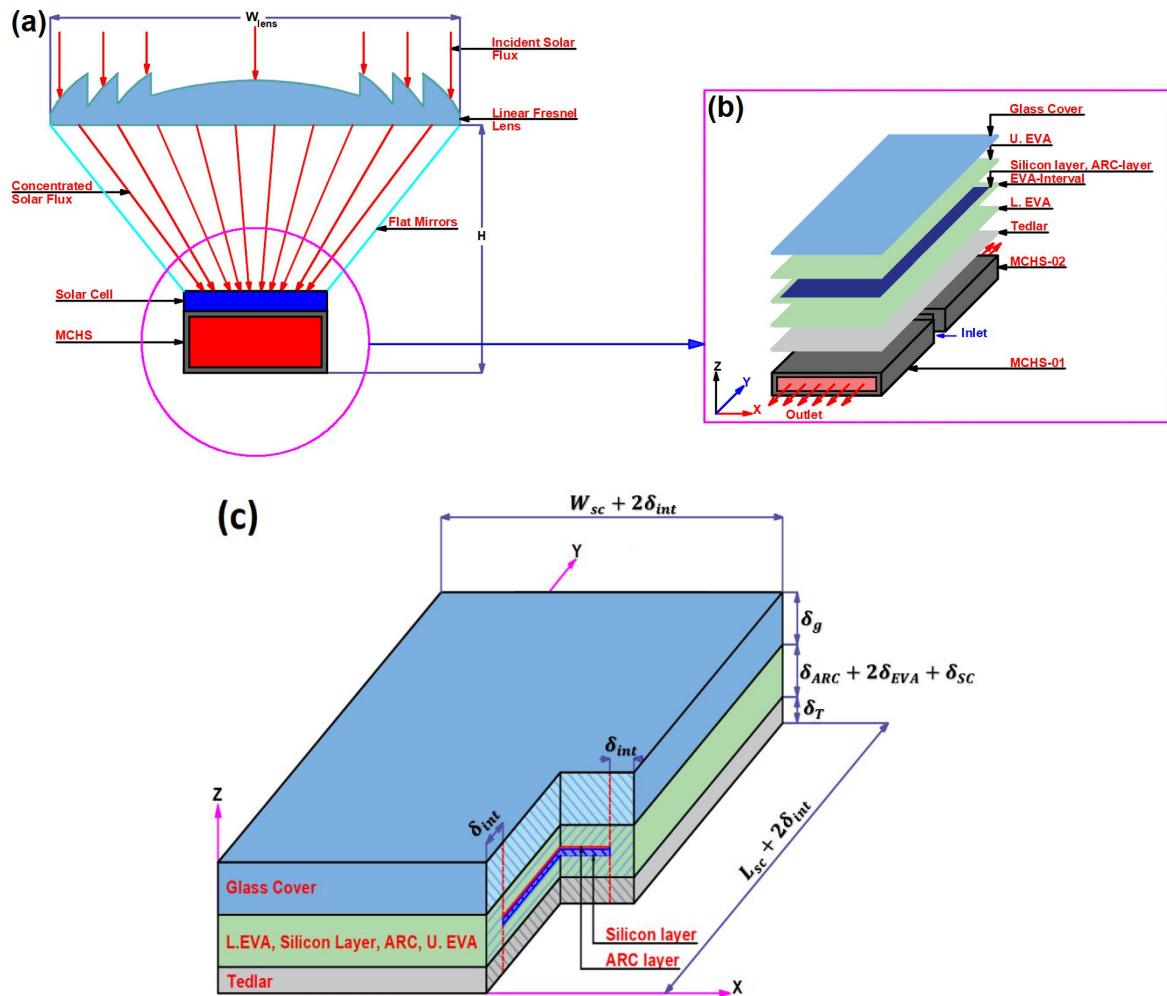 (a)
W_lens
Incident Solar
Flux
Linear Fresnel
Lens
Concentrated
Solar Flux
Flat Mirrors
H
Solar Cell
MCHS
(b)
Glass Cover
U. EVA
Silicon layer, ARC-layer
EVA-Interval
L. EVA
Tedlar
MCHS-02
Inlet
MCHS-01
Z
Y
X
Outlet
(c)
W_sc + 2δ_int
Y
δ_g
δ_ARC + 2δ_EVA + δ_SC
δ_T
δ_int
Z
δ_int
L_sc + 2δ_int
Glass Cover
L.EVA, Silicon Layer, ARC, U. EVA
Silicon layer
ARC layer
Tedlar
X